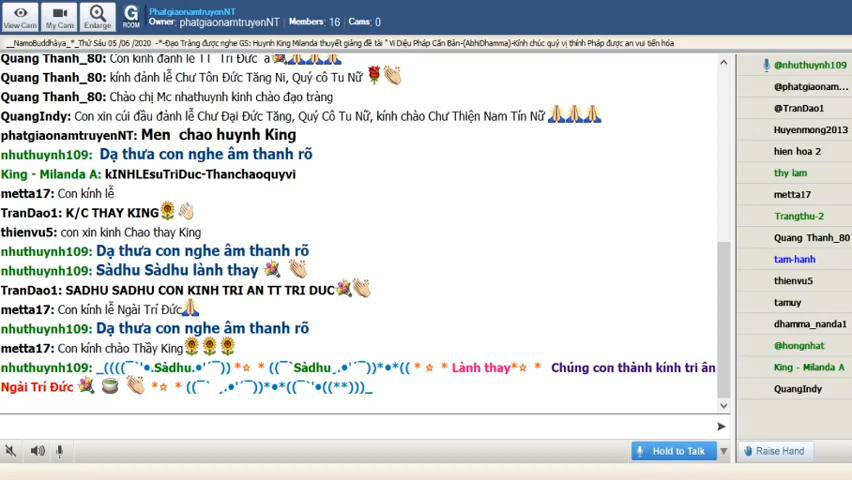 View Cam
My Cam
Enlarge
G
ROOM
PhatgiaonamtruyenNT
Owner: phatgiaonamtruyenNT Members: 16 Cams: 0
__NamoBuddhàya_*_Thứ Sáu 05 /06 /2020 -*-Đạo Tràng được nghe GS: Huynh King Milanda thuyết giảng đề tài " Vi Diệu Pháp Căn Bản-(AbhiDhamma)-Kính chúc quý vị thính Pháp được an vui tiến hóa
Quang Thanh_80: Con kính đảnh lễ TT Trí Đức
Quang Thanh_80: kính đảnh lễ Chư Tôn Đức Tăng Ni, Quý cô Tu Nữ
Quang Thanh_80: Chào chị Mc nhathuynh kinh chào đạo tràng
QuangIndy: Con xin cúi đầu đảnh lễ Chư Đại Đức Tăng, Quý Cô Tu Nữ, kính chào Chư Thiện Nam Tín Nữ
phatgiaonamtruyenNT: Men chao huynh King
nhuthuynh109: Dạ thưa con nghe âm thanh rõ
King - Milanda A: kINHLEsuTriDuc-Thanchaoquyvi
metta17: Con kính lễ
TranDao1: K/C THAY KING
thienvu5: con xin kinh Chao thay King
nhuthuynh109: Dạ thưa con nghe âm thanh rõ
nhuthuynh109: Sàdhu Sàdhu lành thay
TranDao1: SADHU SADHU CON KINH TRI AN TT TRI DUC
metta17: Con kính lễ Ngài Trí Đức
nhuthuynh109: Dạ thưa con nghe âm thanh rõ
metta17: Con kính chào Thầy King
nhuthuynh109: _((((¯`'•.Sàdhu.•'´¯)) *☆ * ((¯`Sàdhu¸.•'´¯))*•*(( * ☆ * Lành thay*☆ * Chúng con thành kính tri ân
Ngài Trí Đức *☆ * ((¯` ¸.•'´¯))*•*((¯`'•((**)))_
@nhuthuynh109
@phatgiaonam...
@TranDao1
Huyenmong2013
hien hoa 2
thy lam
metta17
Trangthu-2
Quang Thanh_80
tam-hanh
thienvu5
tamuy
dhamma_nanda1
@hongnhat
King - Milanda A
QuangIndy
Hold to Talk
Raise Hand